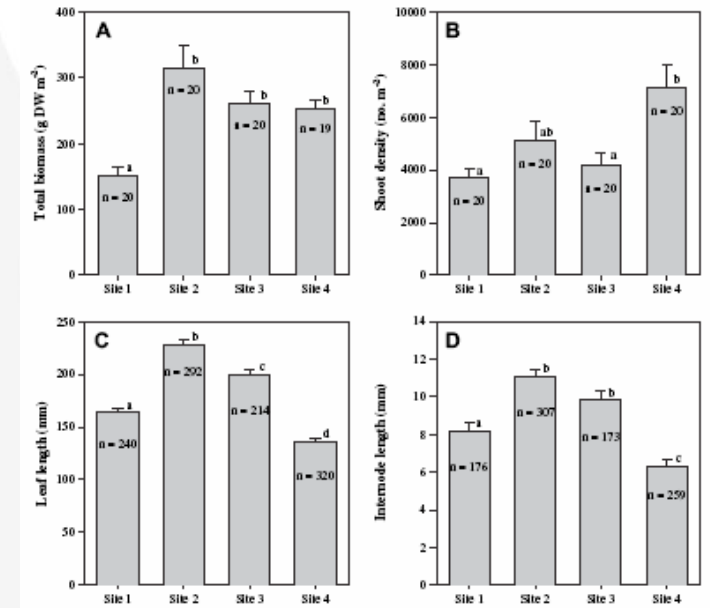 A
Total biomass (g DW m-2)
400
300
200
100
0
a
b
b
b
n = 20
n = 20
n = 20
n = 19
Site 1 Site 2 Site 3 Site 4
B
Shoot density (no. m-2)
10000
8000
6000
4000
2000
0
a
ab
a
b
n = 20
n = 20
n = 20
n = 20
Site 1 Site 2 Site 3 Site 4
C
Leaf length (mm)
250
200
150
100
50
0
a
b
c
d
n = 240
n = 292
n = 214
n = 320
Site 1 Site 2 Site 3 Site 4
D
Internode length (mm)
14
12
10
8
6
4
2
0
a
b
b
c
n = 176
n = 307
n = 173
n = 259
Site 1 Site 2 Site 3 Site 4